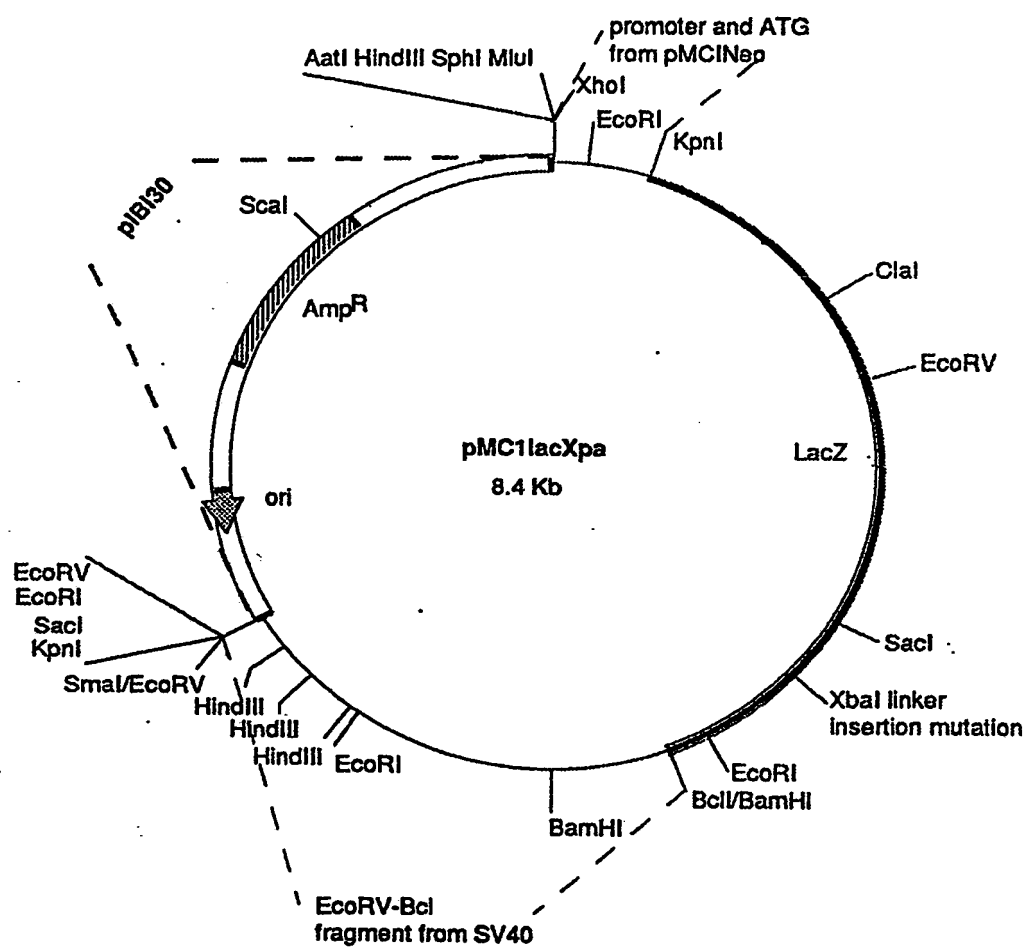 promoter and ATG
from pMCINeo
AatI HindIII SphI MluI
XhoI
EcoRI
KpnI
pIBI30
ScaI
ClaI
AmpR
EcoRV
pMC1lacXpa
LacZ
8.4 Kb
ori
EcoRV
EcoRI
SacI
KpnI
SmaI/EcoRV
SacI
HindIII
HindIII
HindIII
EcoRI
XbaI linker
insertion mutation
EcoRI
BclI/BamHI
BamHI
EcoRV-Bcl
fragment from SV40